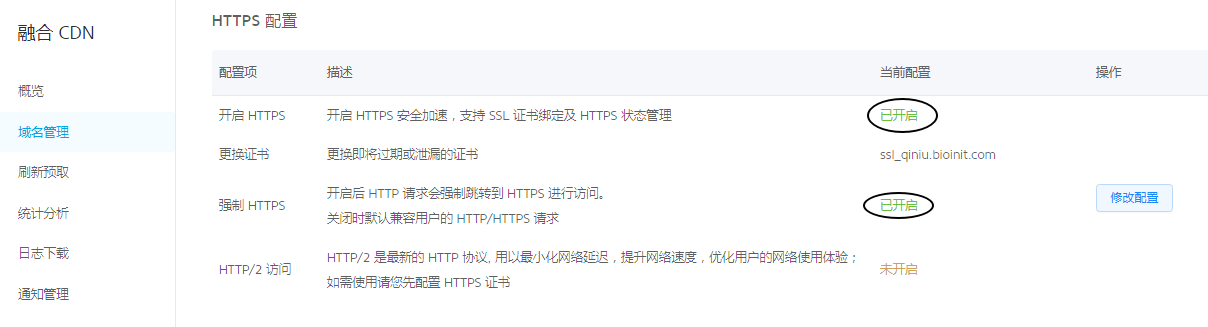 融合 CDN
概览
域名管理
刷新预取
统计分析
日志下载
通知管理
HTTPS 配置
配置项 描述 当前配置 操作
开启 HTTPS 开启 HTTPS 安全加速，支持 SSL 证书绑定及 HTTPS 状态管理 已开启
更换证书 更换即将过期或泄漏的证书 ssl_qiniu.bioinit.com
强制 HTTPS 开启后 HTTP 请求会强制跳转到 HTTPS 进行访问。 已开启 修改配置
关闭时默认兼容用户的 HTTP/HTTPS 请求
HTTP/2 访问 HTTP/2 是最新的 HTTP 协议, 用以最小化网络延迟，提升网络速度，优化用户的网络使用体验； 未开启
如需使用请您先配置 HTTPS 证书